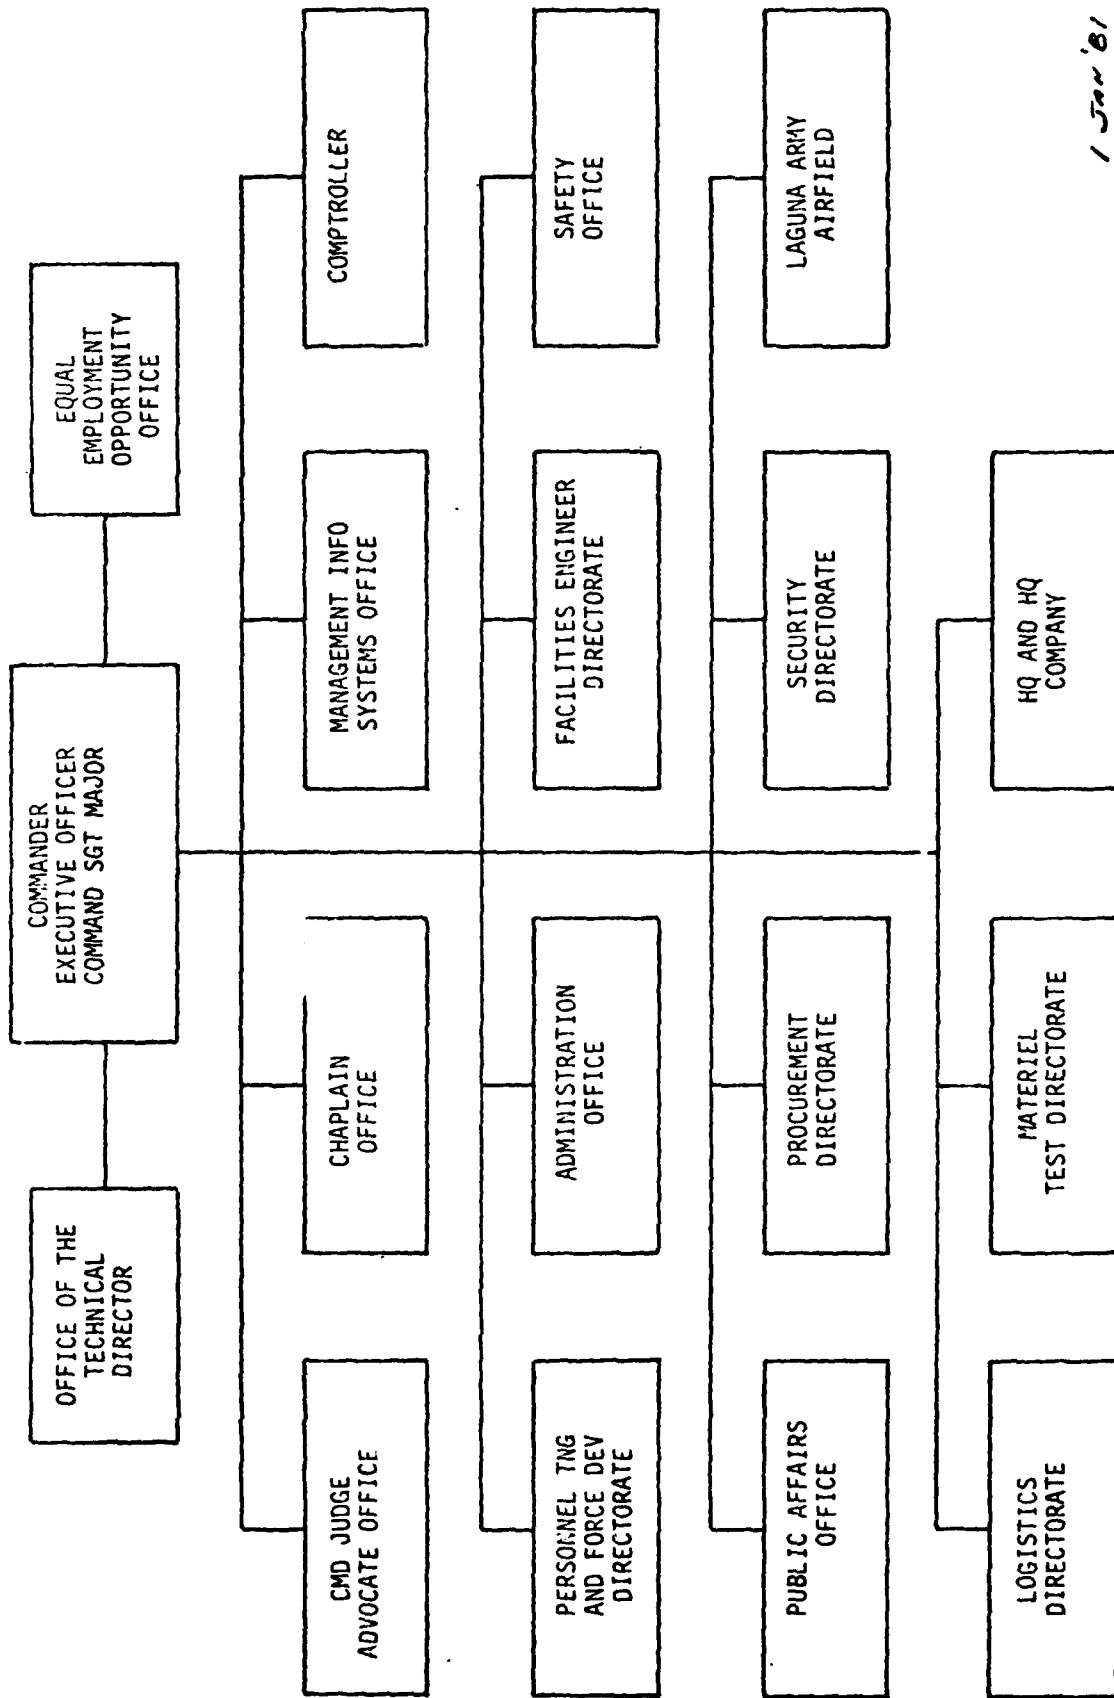 OFFICE OF THE
TECHNICAL
DIRECTOR
COMMANDER
EXECUTIVE OFFICER
COMMAND SGT MAJOR
EQUAL
EMPLOYMENT
OPPORTUNITY
OFFICE
CMD JUDGE
ADVOCATE OFFICE
CHAPLAIN
OFFICE
MANAGEMENT INFO
SYSTEMS OFFICE
COMPTROLLER
PERSONNEL TNG
AND FORCE DEV
DIRECTORATE
ADMINISTRATION
OFFICE
FACILITIES ENGINEER
DIRECTORATE
SAFETY
OFFICE
PUBLIC AFFAIRS
OFFICE
PROCUREMENT
DIRECTORATE
SECURITY
DIRECTORATE
LAGUNA ARMY
AIRFIELD
LOGISTICS
DIRECTORATE
MATERIEL
TEST DIRECTORATE
HQ AND HQ
COMPANY
1 JAN '81